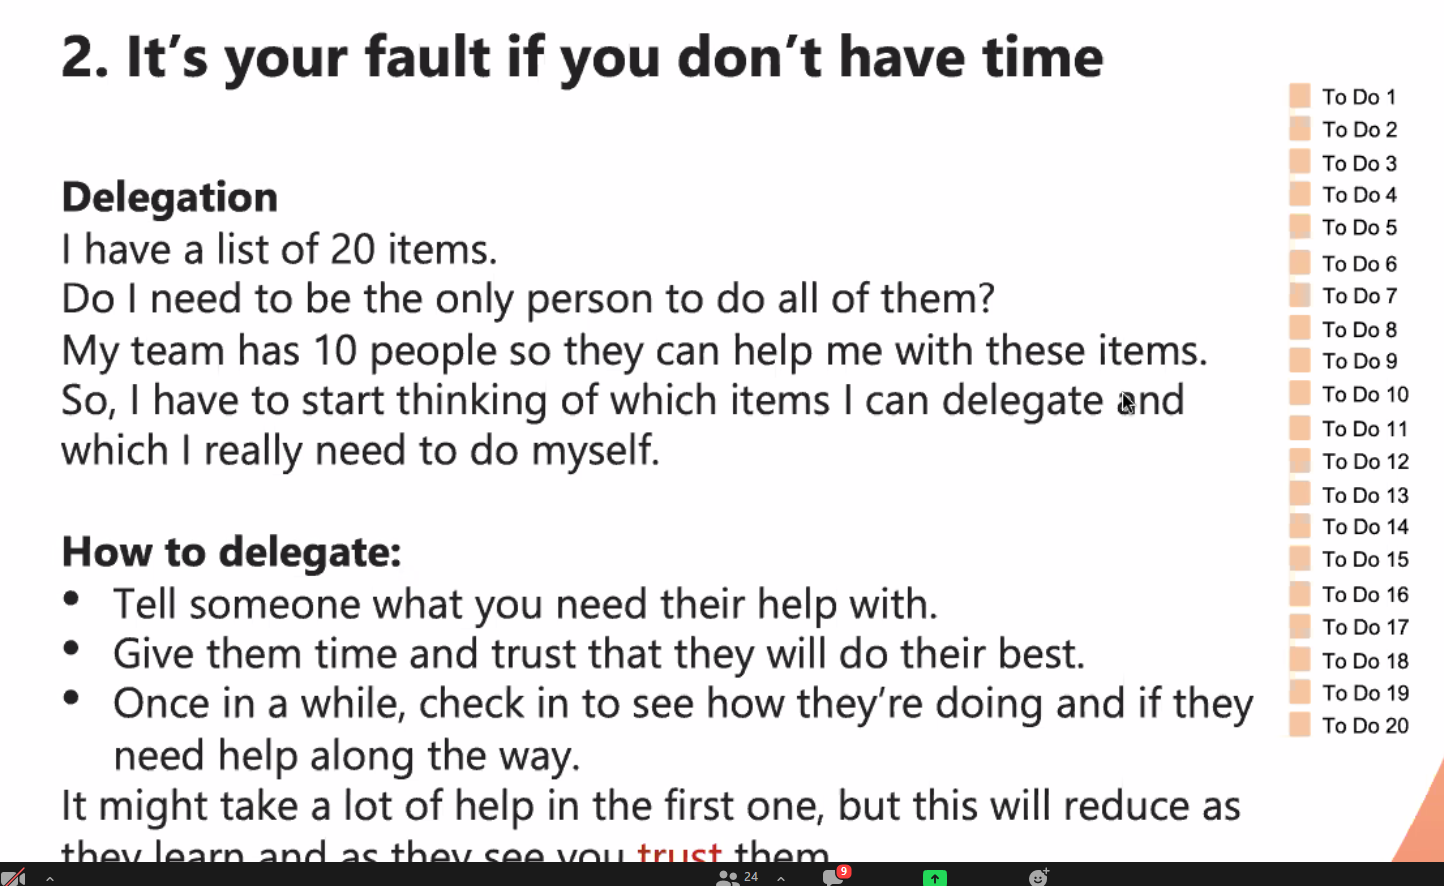 2. It’s your fault if you don’t have time
Delegation
I have a list of 20 items.
Do I need to be the only person to do all of them?
My team has 10 people so they can help me with these items.
So, I have to start thinking of which items I can delegate and
which I really need to do myself.
How to delegate:
• Tell someone what you need their help with.
• Give them time and trust that they will do their best.
• Once in a while, check in to see how they’re doing and if they
need help along the way.
It might take a lot of help in the first one, but this will reduce as
they learn and as they see you trust them
To Do 1
To Do 2
To Do 3
To Do 4
To Do 5
To Do 6
To Do 7
To Do 8
To Do 9
To Do 10
To Do 11
To Do 12
To Do 13
To Do 14
To Do 15
To Do 16
To Do 17
To Do 18
To Do 19
To Do 20
24
9